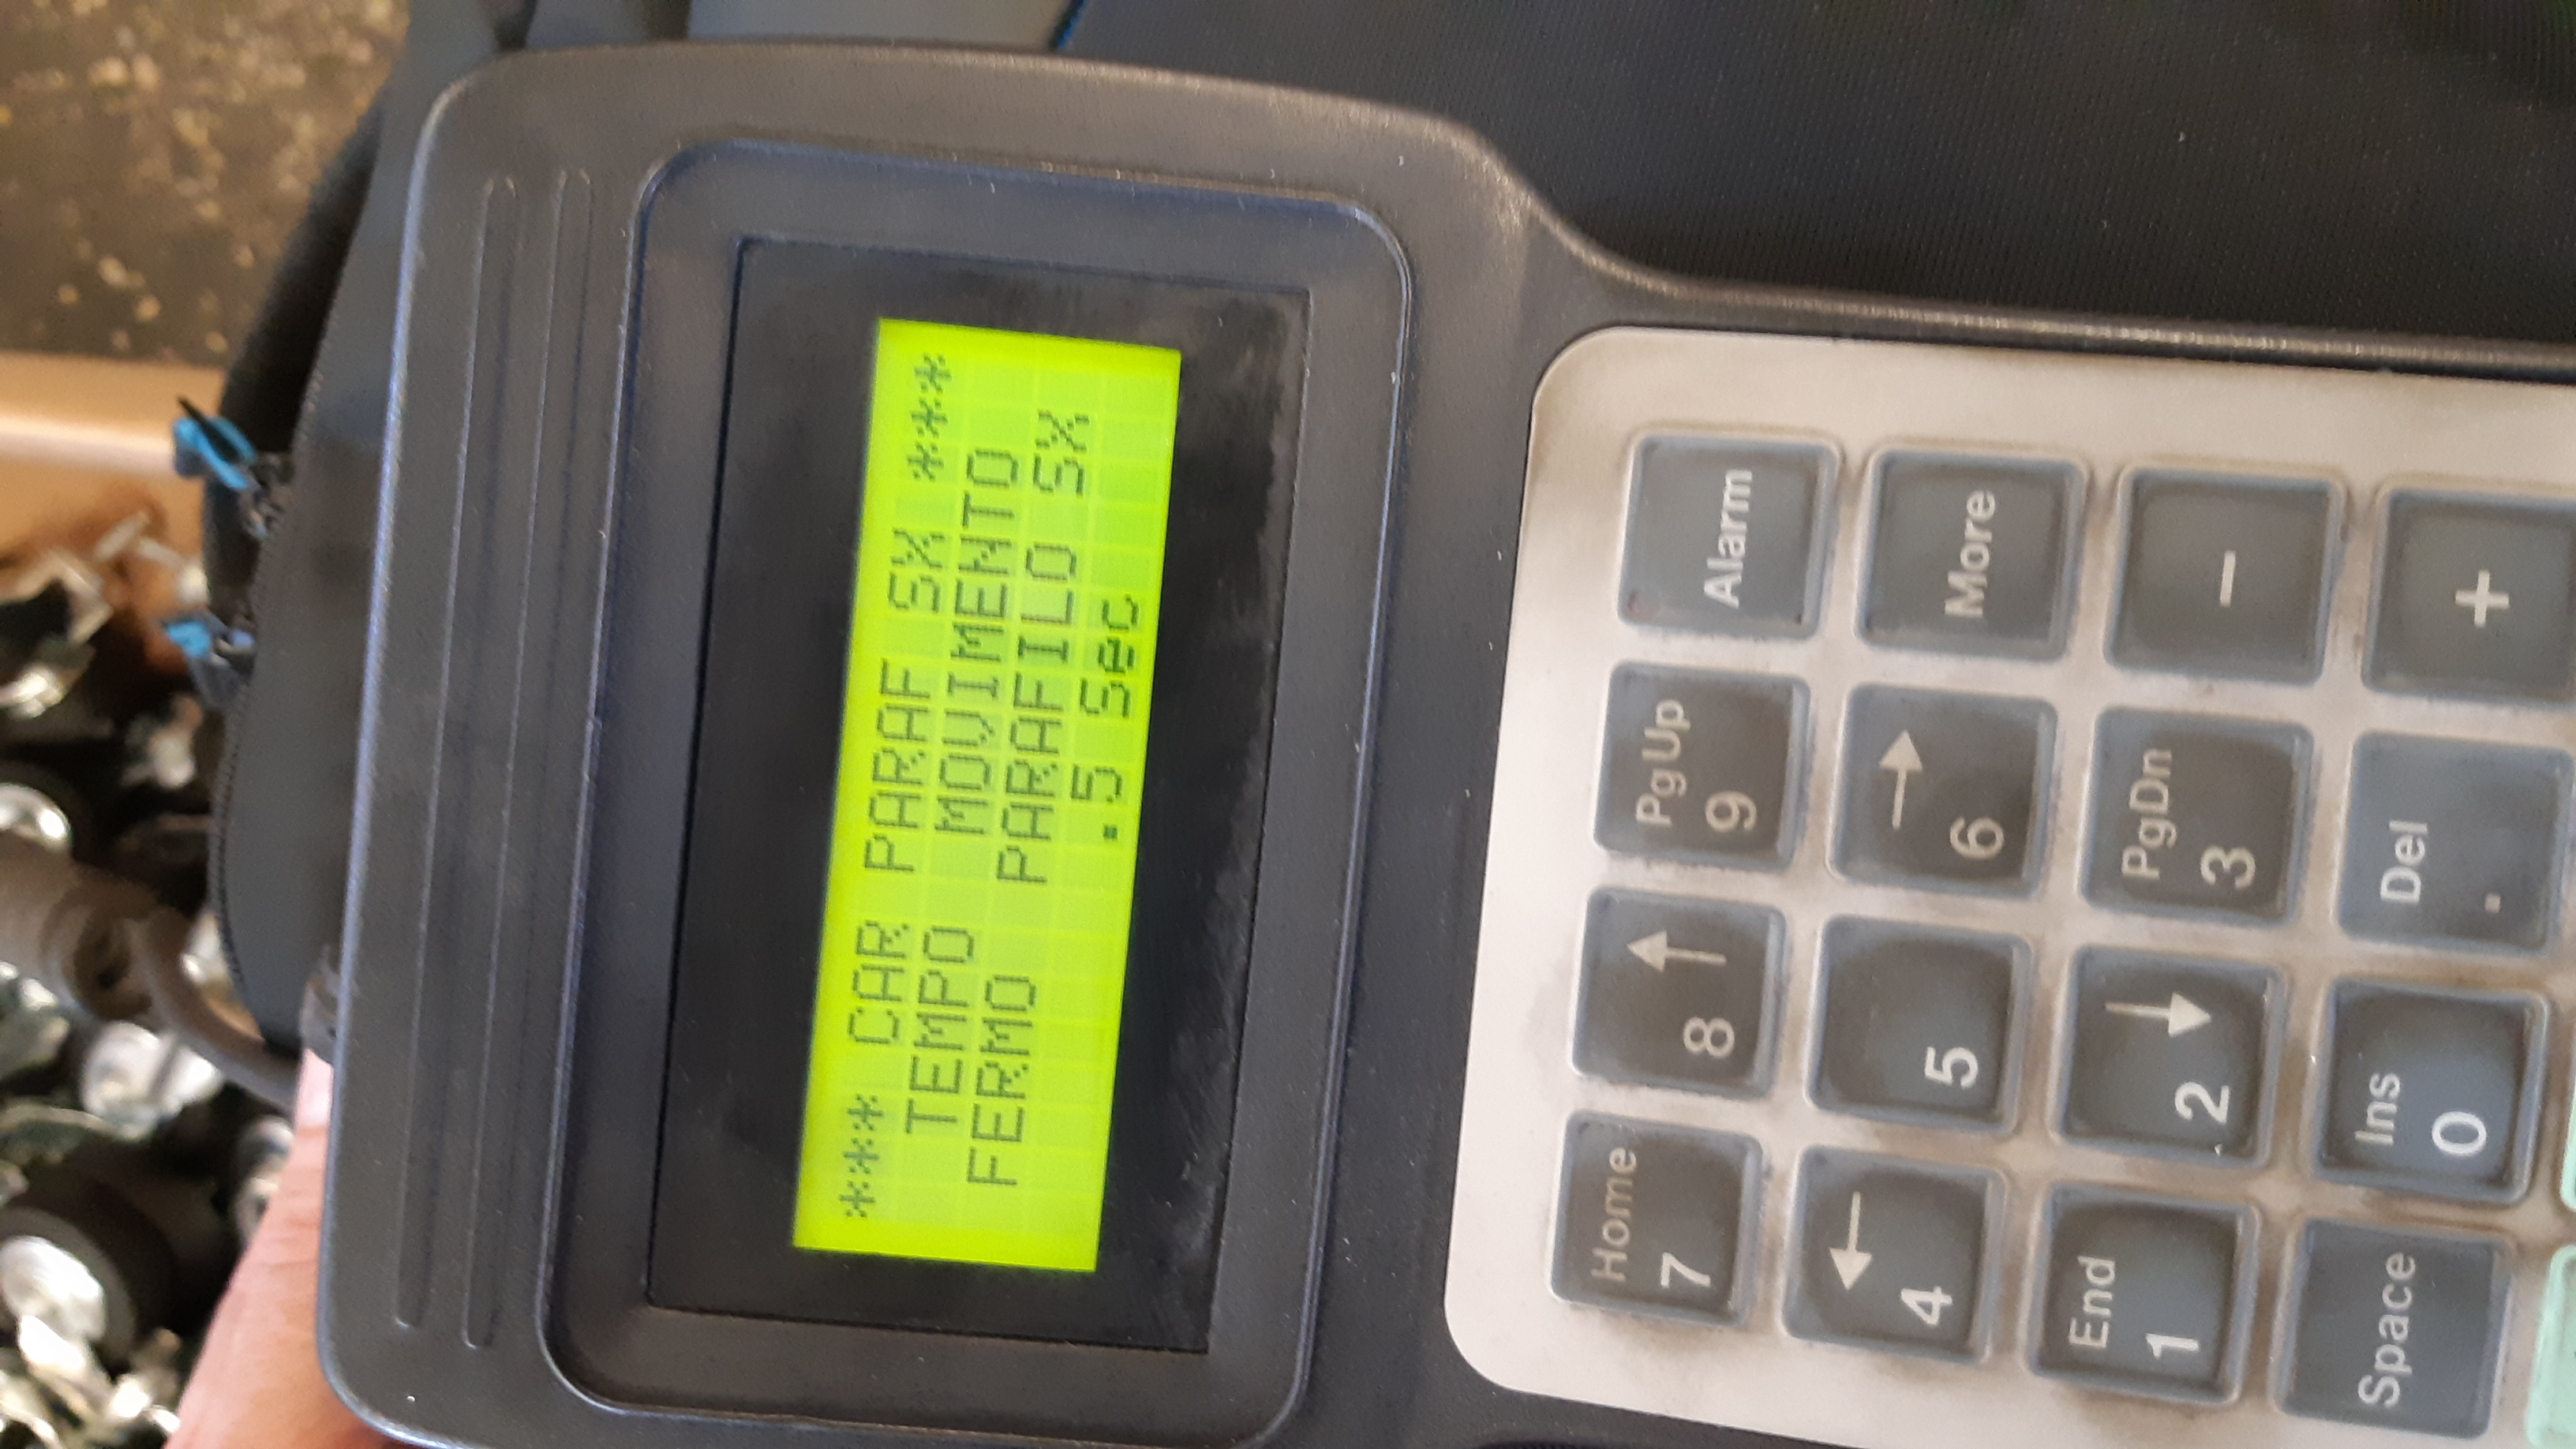 *** CAR PARAF SX ***
TEMPO MOVIMENTO
FERMO PARAFILO SX
.5 Sec
Home PgUp
7 8 9 Alarm
4 5 6 More
End PgDn
1 2 3 -
Ins Del
Space 0 . +